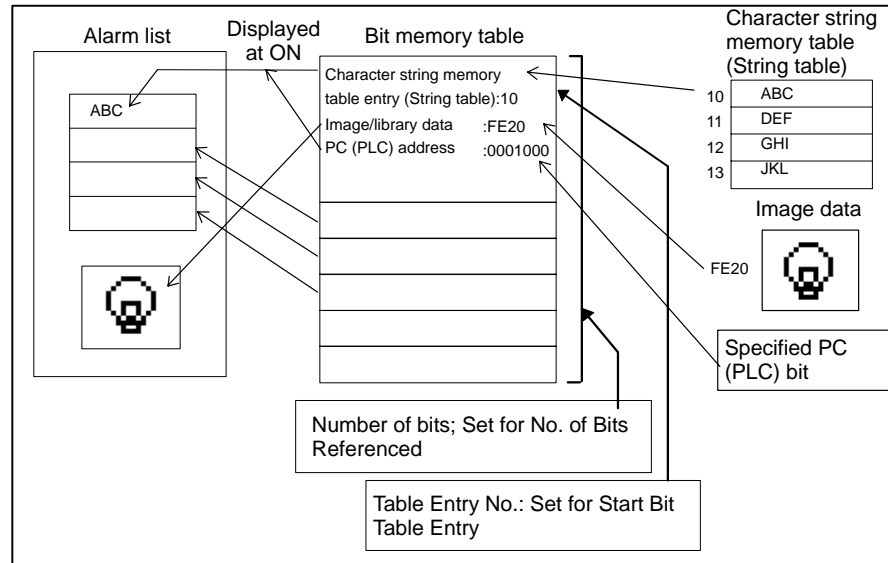 Alarm list
Displayed
at ON
Bit memory table
Character string
memory table
(String table)
ABC
Character string memory
table entry (String table):10
Image/library data :FE20
PC (PLC) address :0001000
10 ABC
11 DEF
12 GHI
13 JKL
Image data
FE20
Specified PC
(PLC) bit
Number of bits; Set for No. of Bits
Referenced
Table Entry No.: Set for Start Bit
Table Entry